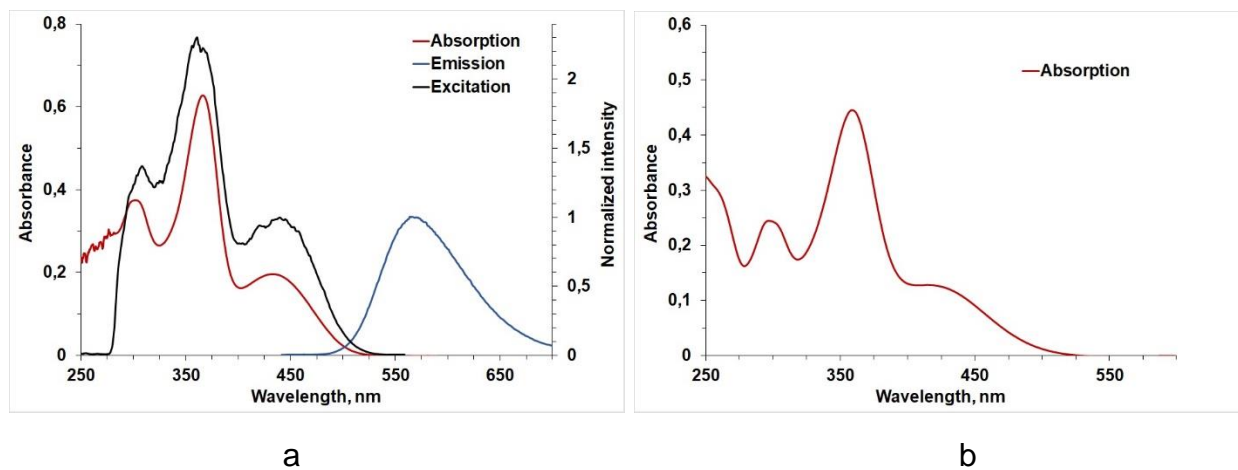 0,8
0,6
0,4
0,2
0
Absorbance
Absorption
Emission
Excitation
2
1,5
1
0,5
0
Normalized intensity
250 350 450 550 650
Wavelength, nm
a
0,6
0,5
0,4
0,3
0,2
0,1
0
Absorbance
Absorption
250 350 450 550
Wavelength, nm
b